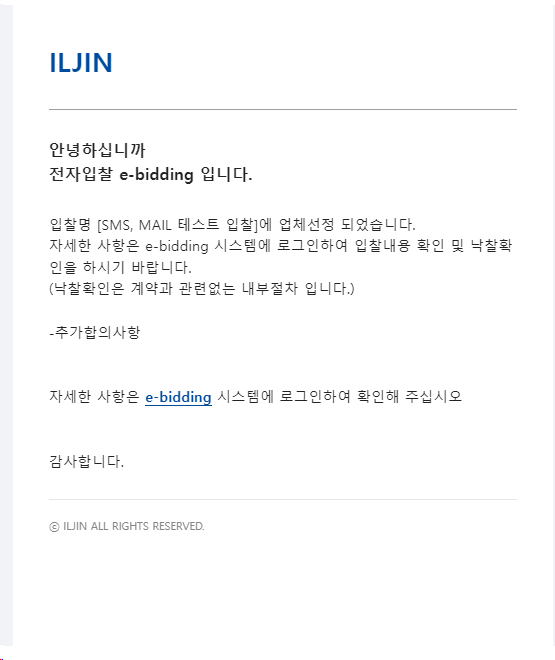 ILJIN
안녕하십니까
전자입찰 e-bidding 입니다.
입찰명 [SMS, MAIL 테스트 입찰]에 업체선정 되었습니다.
자세한 사항은 e-bidding 시스템에 로그인하여 입찰내용 확인 및 낙찰확
인을 하시기 바랍니다.
(낙찰확인은 계약과 관련없는 내부절차 입니다.)
-추가합의사항
자세한 사항은 e-bidding 시스템에 로그인하여 확인해 주십시오
감사합니다.
ⓒ ILJIN ALL RIGHTS RESERVED.